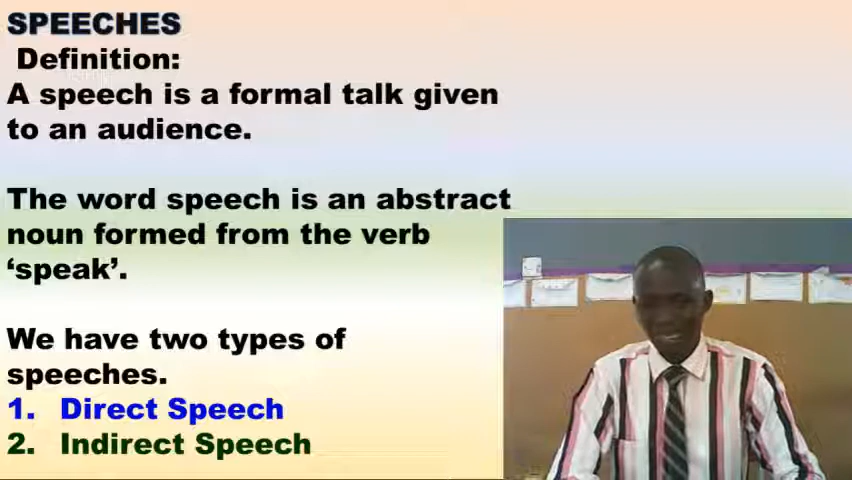 SPEECHES
Definition:
A speech is a formal talk given
to an audience.
The word speech is an abstract
noun formed from the verb
‘speak’.
We have two types of
speeches.
1. Direct Speech
2. Indirect Speech